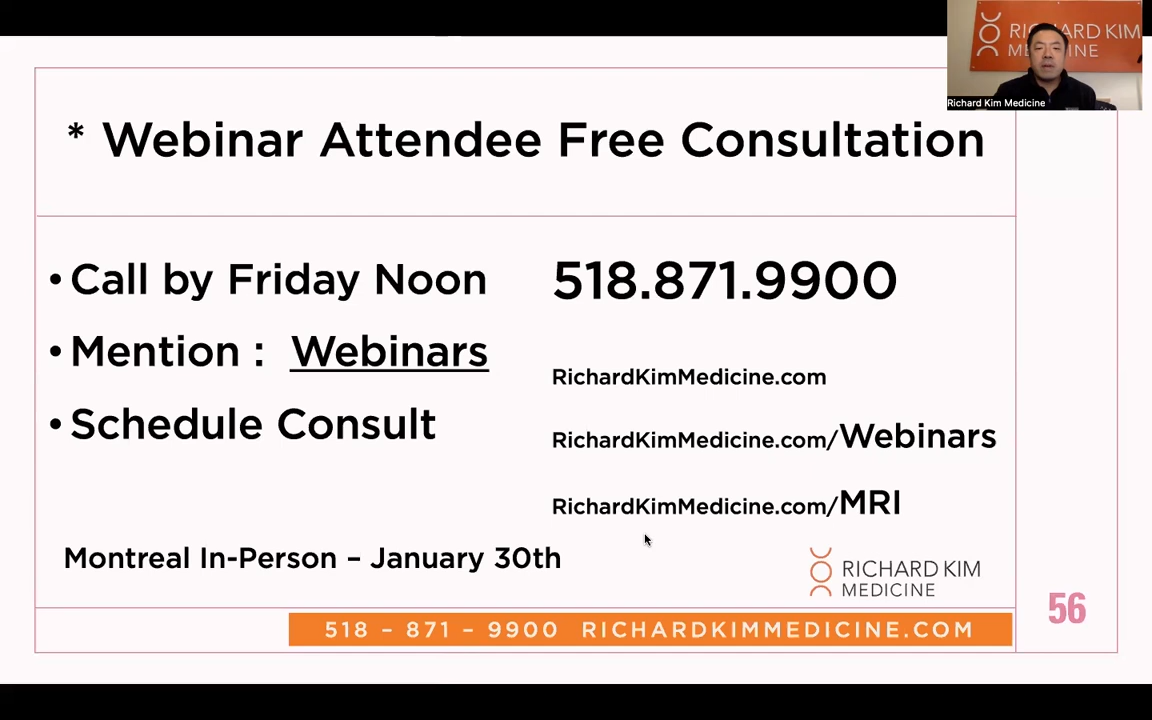 RICHARD KIM
MEDICINE
Richard Kim Medicine
* Webinar Attendee Free Consultation
• Call by Friday Noon
• Mention : Webinars
• Schedule Consult
518.871.9900
RichardKimMedicine.com
RichardKimMedicine.com/Webinars
RichardKimMedicine.com/MRI
Montreal In-Person – January 30th
RICHARD KIM
MEDICINE
56
518 – 871 – 9900 RICHARDKIMMEDICINE.COM